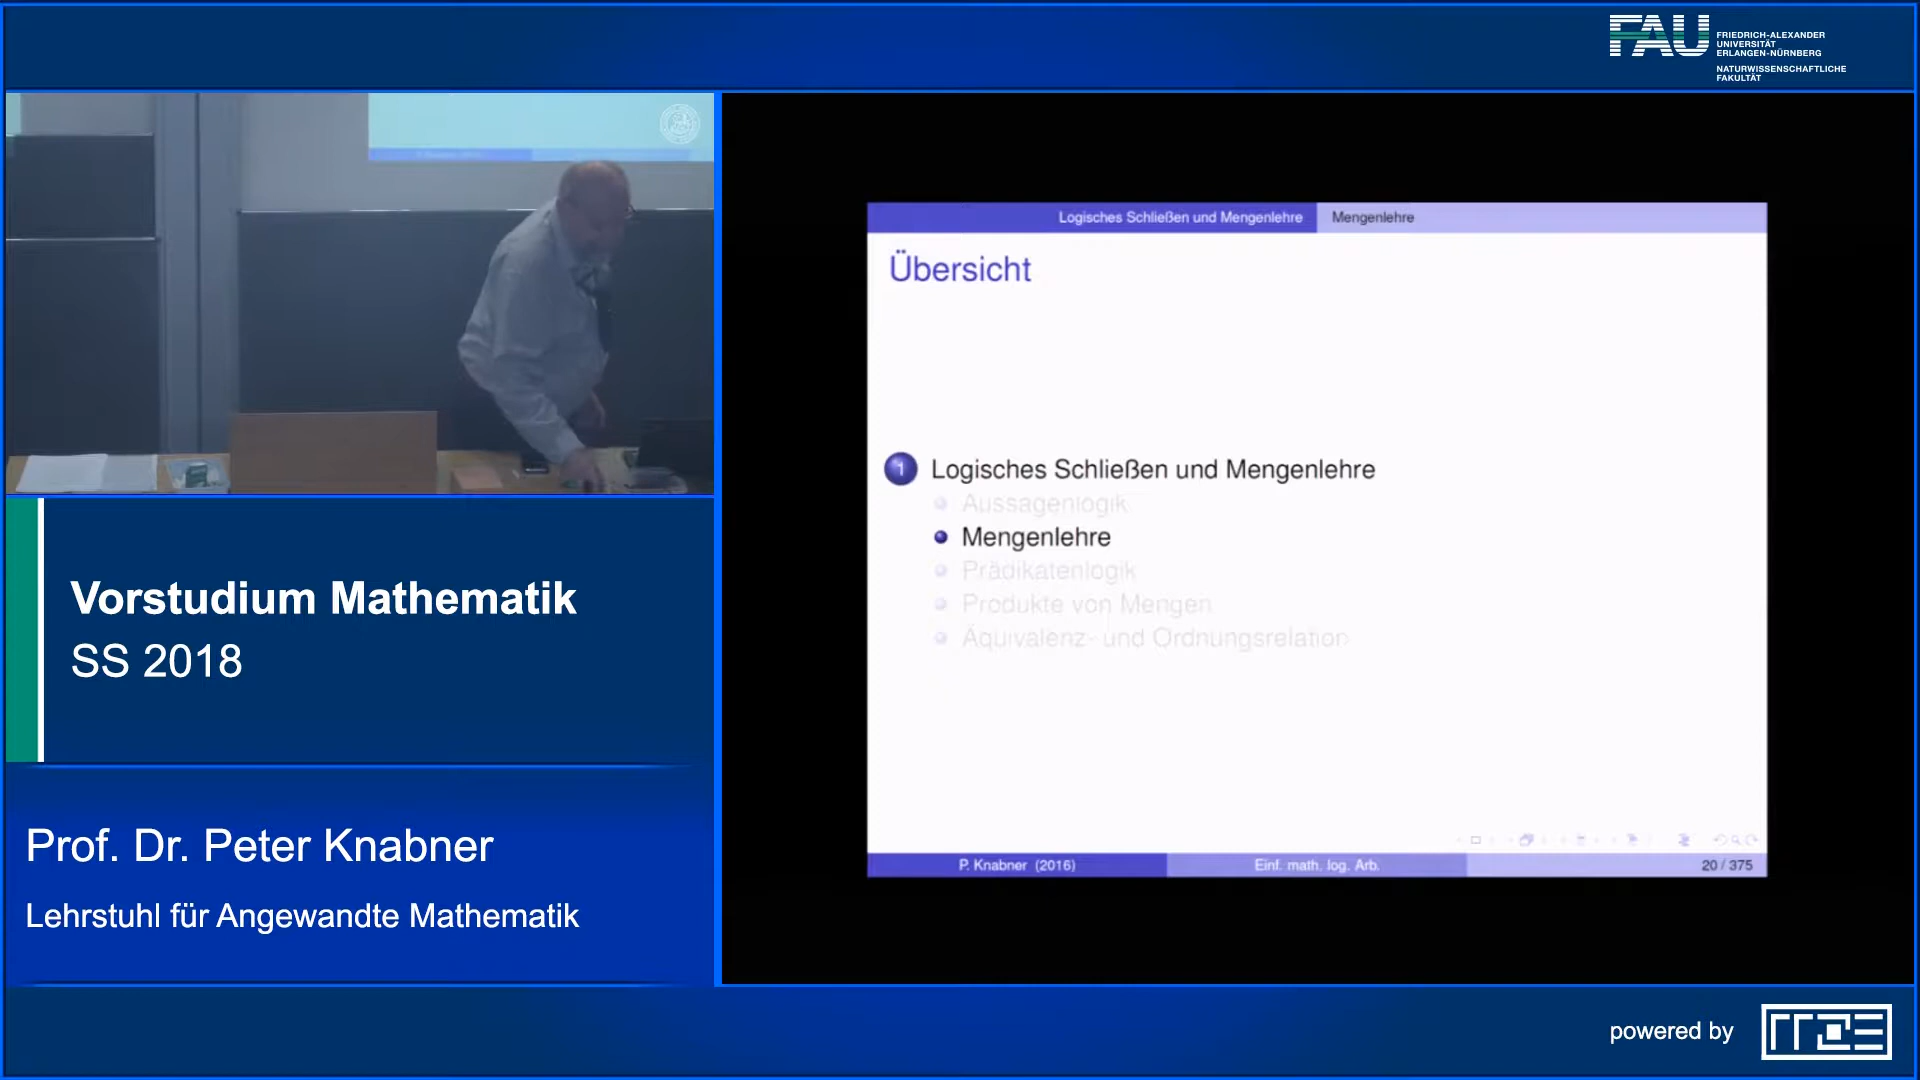 FAU
FRIEDRICH-ALEXANDER
UNIVERSITÄT
ERLANGEN-NÜRNBERG
NATURWISSENSCHAFTLICHE
FAKULTÄT
Logisches Schließen und Mengenlehre
Mengenlehre
Übersicht
1 Logisches Schließen und Mengenlehre
Aussagenlogik
Mengenlehre
Prädikatenlogik
Produkte von Mengen
Äquivalenz- und Ordnungsrelation
P. Knabner (2016)
Einf. math. log. Arb.
20 / 375
Vorstudium Mathematik
SS 2018
Prof. Dr. Peter Knabner
Lehrstuhl für Angewandte Mathematik
powered by
rrze